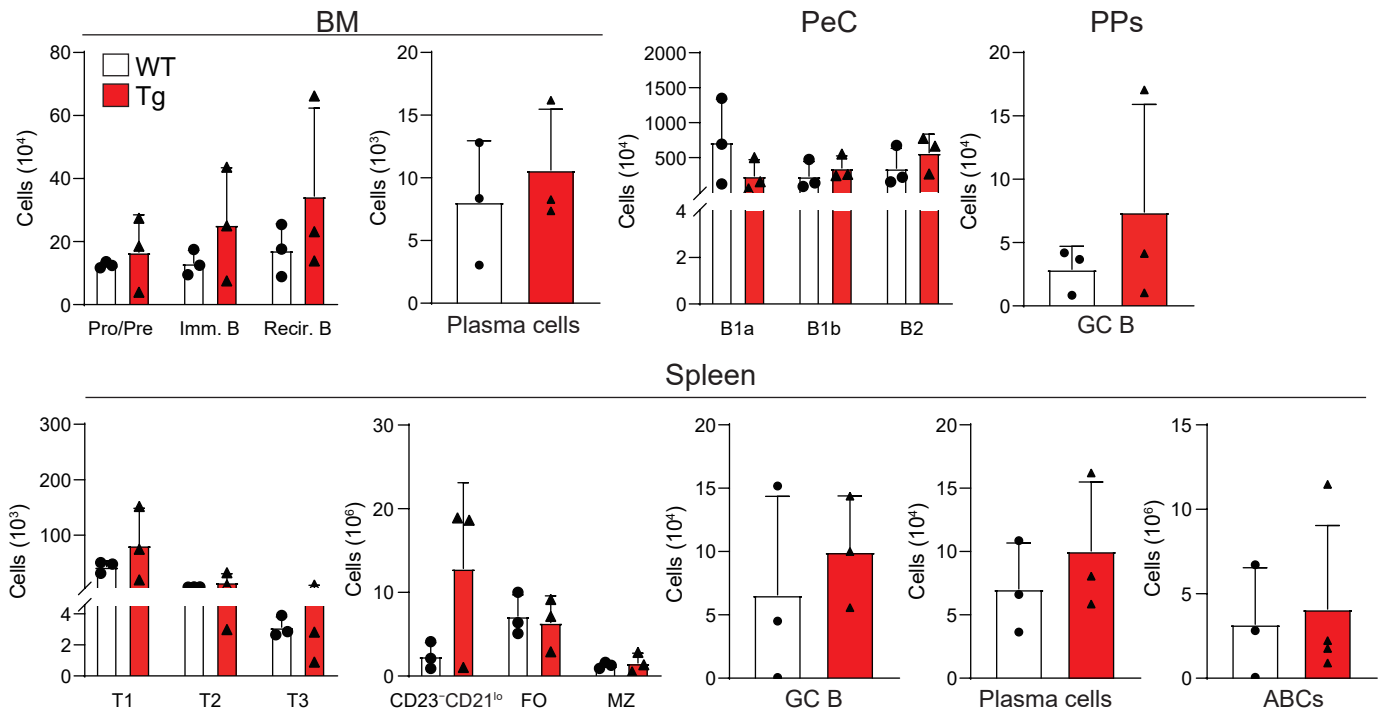 BM
PeC
PPs
WT
Tg
Cells (10⁴)
80
60
40
20
0
Pro/Pre Imm. B Recir. B
Cells (10³)
20
15
10
5
0
Plasma cells
Cells (10⁴)
2000
1500
1000
500
4
2
0
B1a B1b B2
Cells (10⁴)
20
15
10
5
0
GC B
Spleen
Cells (10³)
300
100
4
2
0
T1 T2 T3
Cells (10⁶)
30
20
10
0
CD23⁻CD21ˡᵒ FO MZ
Cells (10⁴)
20
15
10
5
0
GC B
Cells (10⁴)
20
15
10
5
0
Plasma cells
Cells (10⁶)
15
10
5
0
ABCs